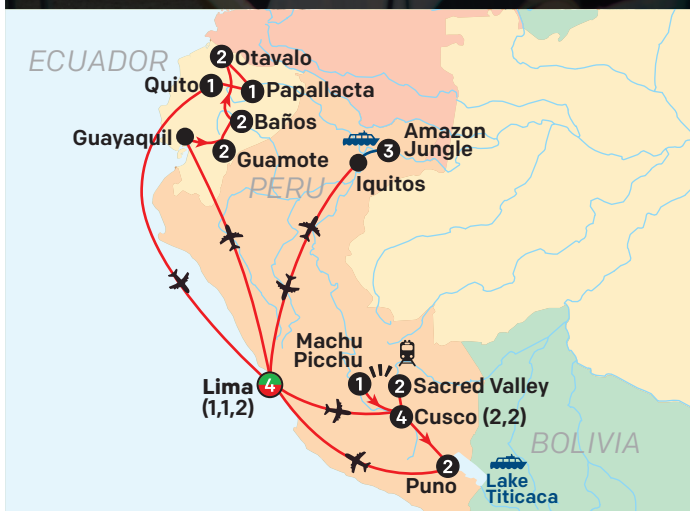 ECUADOR
2 Otavalo
Quito 1
1 Papallacta
2 Baños
Guayaquil
2 Guamote
3 Amazon
Jungle
Iquitos
PERU
Machu
Picchu
1
2 Sacred Valley
Lima 4
(1,1,2)
4 Cusco (2,2)
BOLIVIA
2
Puno
Lake
Titicaca